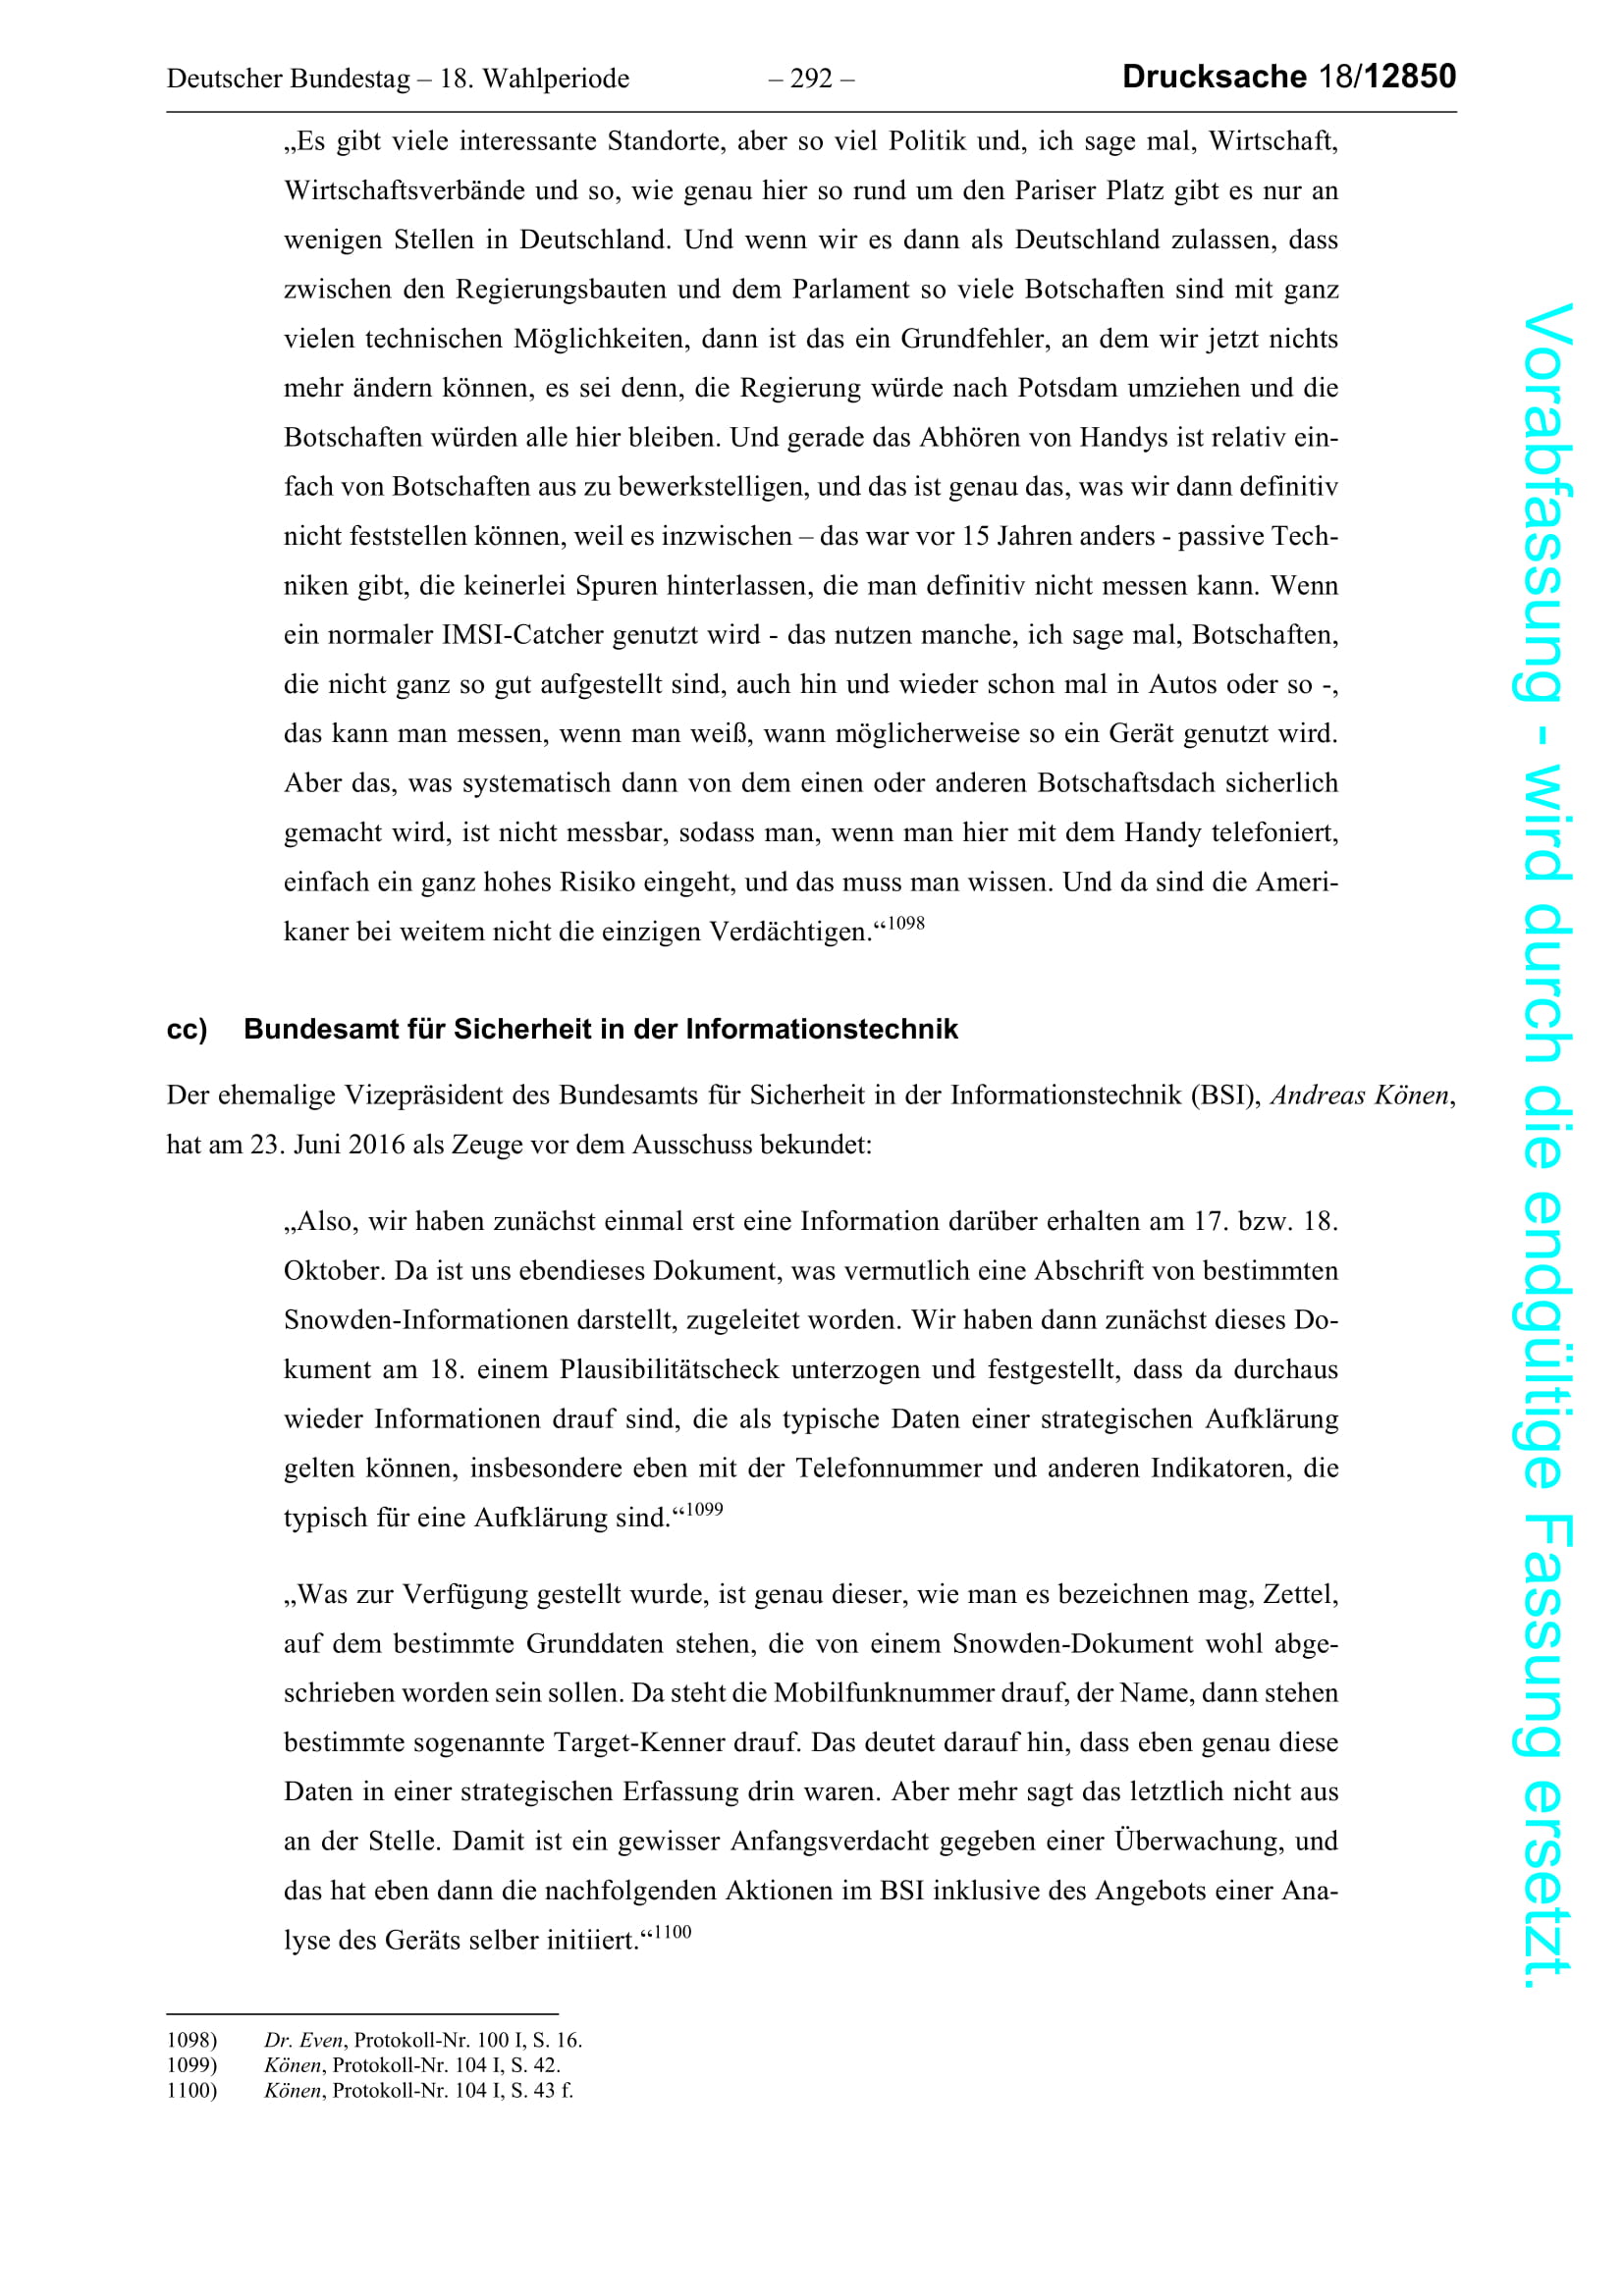 Deutscher Bundestag – 18. Wahlperiode – 292 – Drucksache 18/12850
„Es gibt viele interessante Standorte, aber so viel Politik und, ich sage mal, Wirtschaft,
Wirtschaftsverbände und so, wie genau hier so rund um den Pariser Platz gibt es nur an
wenigen Stellen in Deutschland. Und wenn wir es dann als Deutschland zulassen, dass
zwischen den Regierungsbauten und dem Parlament so viele Botschaften sind mit ganz
vielen technischen Möglichkeiten, dann ist das ein Grundfehler, an dem wir jetzt nichts
mehr ändern können, es sei denn, die Regierung würde nach Potsdam umziehen und die
Botschaften würden alle hier bleiben. Und gerade das Abhören von Handys ist relativ ein-
fach von Botschaften aus zu bewerkstelligen, und das ist genau das, was wir dann definitiv
nicht feststellen können, weil es inzwischen – das war vor 15 Jahren anders - passive Tech-
niken gibt, die keinerlei Spuren hinterlassen, die man definitiv nicht messen kann. Wenn
ein normaler IMSI-Catcher genutzt wird - das nutzen manche, ich sage mal, Botschaften,
die nicht ganz so gut aufgestellt sind, auch hin und wieder schon mal in Autos oder so -,
das kann man messen, wenn man weiß, wann möglicherweise so ein Gerät genutzt wird.
Aber das, was systematisch dann von dem einen oder anderen Botschaftsdach sicherlich
gemacht wird, ist nicht messbar, sodass man, wenn man hier mit dem Handy telefoniert,
einfach ein ganz hohes Risiko eingeht, und das muss man wissen. Und da sind die Ameri-
kaner bei weitem nicht die einzigen Verdächtigen.“1098
cc) Bundesamt für Sicherheit in der Informationstechnik
Der ehemalige Vizepräsident des Bundesamts für Sicherheit in der Informationstechnik (BSI), Andreas Könen,
hat am 23. Juni 2016 als Zeuge vor dem Ausschuss bekundet:
„Also, wir haben zunächst einmal erst eine Information darüber erhalten am 17. bzw. 18.
Oktober. Da ist uns ebendieses Dokument, was vermutlich eine Abschrift von bestimmten
Snowden-Informationen darstellt, zugeleitet worden. Wir haben dann zunächst dieses Do-
kument am 18. einem Plausibilitätscheck unterzogen und festgestellt, dass da durchaus
wieder Informationen drauf sind, die als typische Daten einer strategischen Aufklärung
gelten können, insbesondere eben mit der Telefonnummer und anderen Indikatoren, die
typisch für eine Aufklärung sind.“1099
„Was zur Verfügung gestellt wurde, ist genau dieser, wie man es bezeichnen mag, Zettel,
auf dem bestimmte Grunddaten stehen, die von einem Snowden-Dokument wohl abge-
schrieben worden sein sollen. Da steht die Mobilfunknummer drauf, der Name, dann stehen
bestimmte sogenannte Target-Kenner drauf. Das deutet darauf hin, dass eben genau diese
Daten in einer strategischen Erfassung drin waren. Aber mehr sagt das letztlich nicht aus
an der Stelle. Damit ist ein gewisser Anfangsverdacht gegeben einer Überwachung, und
das hat eben dann die nachfolgenden Aktionen im BSI inklusive des Angebots einer Ana-
lyse des Geräts selber initiiert.“1100
1098) Dr. Even, Protokoll-Nr. 100 I, S. 16.
1099) Könen, Protokoll-Nr. 104 I, S. 42.
1100) Könen, Protokoll-Nr. 104 I, S. 43 f.
Vorabfassung - wird durch die endgültige Fassung ersetzt.